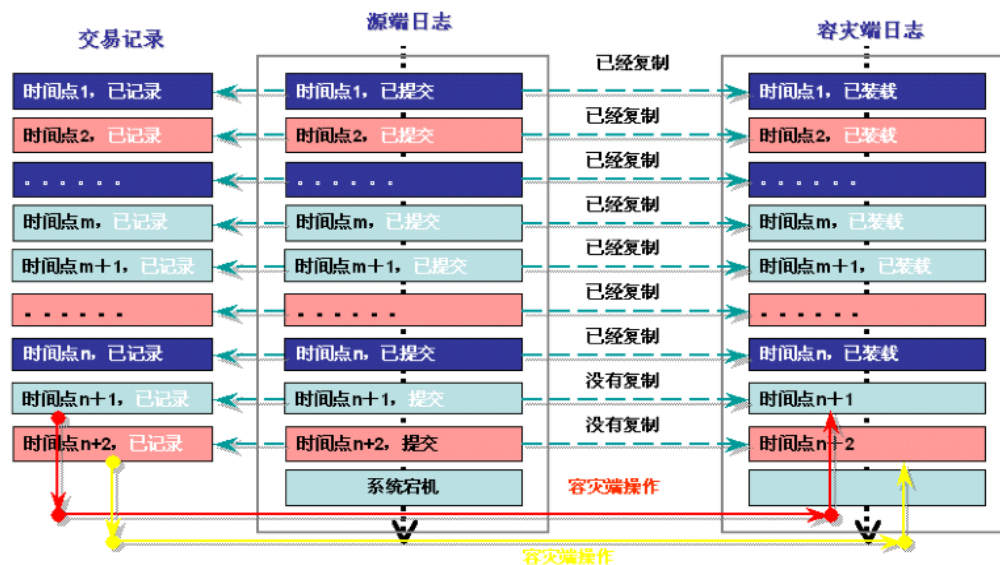 交易记录
源端日志
容灾端日志
已经复制
时间点1，已记录
时间点1，已提交
时间点1，已装载
已经复制
时间点2，已记录
时间点2，已提交
时间点2，已装载
已经复制
。。。。。。
。。。。。。
。。。。。。
已经复制
时间点m，已记录
时间点m，已提交
时间点m，已装载
已经复制
时间点m＋1，已记录
时间点m＋1，已提交
时间点m＋1，已装载
已经复制
......
......
......
已经复制
时间点n，已记录
时间点n，已提交
时间点n，已装载
没有复制
时间点n＋1，已记录
时间点n＋1，提交
时间点n＋1
没有复制
时间点n+2，已记录
时间点n+2，提交
时间点n＋2
系统宕机
容灾端操作
容灾端操作